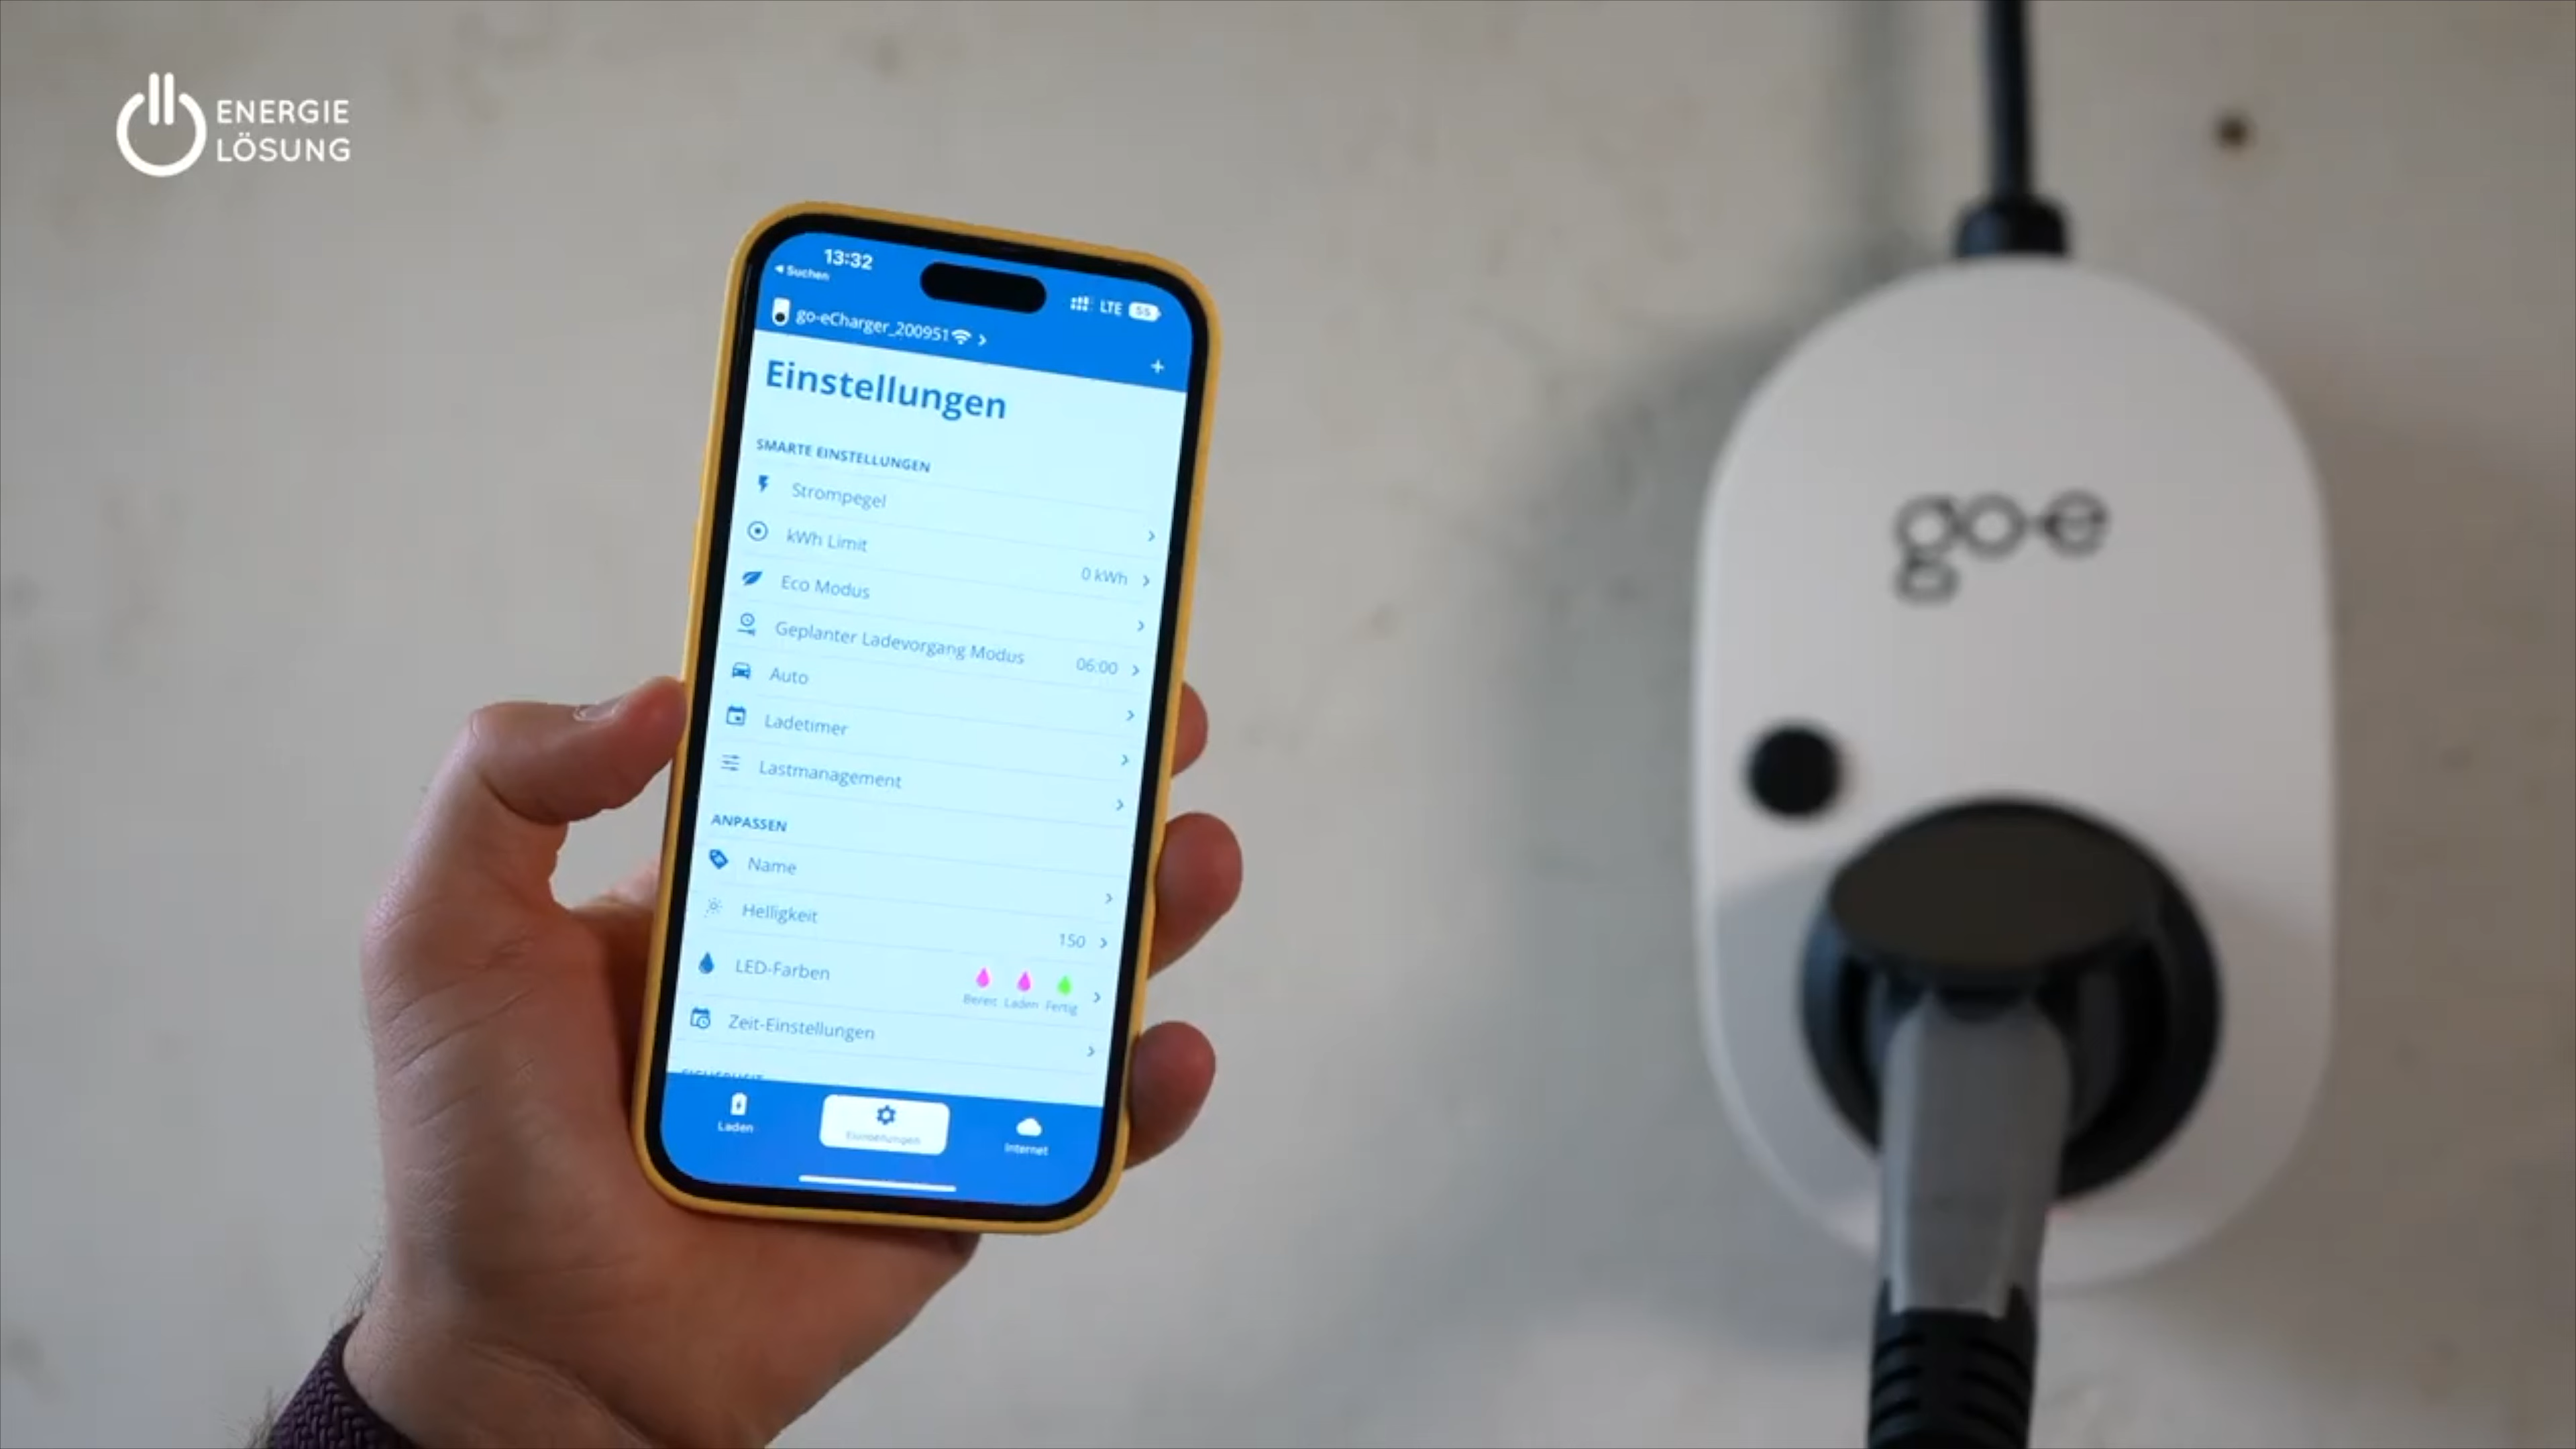 ENERGIE
LÖSUNG
13:32
Suchen
LTE 55
go-eCharger_200951
+
Einstellungen
SMARTE EINSTELLUNGEN
Strompegel
kWh Limit 0 kWh
Eco Modus
Geplanter Ladevorgang Modus 06:00
Auto
Ladetimer
Lastmanagement
ANPASSEN
Name
Helligkeit 150
LED-Farben
Bereit Laden Fertig
Zeit-Einstellungen
Laden
Einstellungen
Internet
go-e